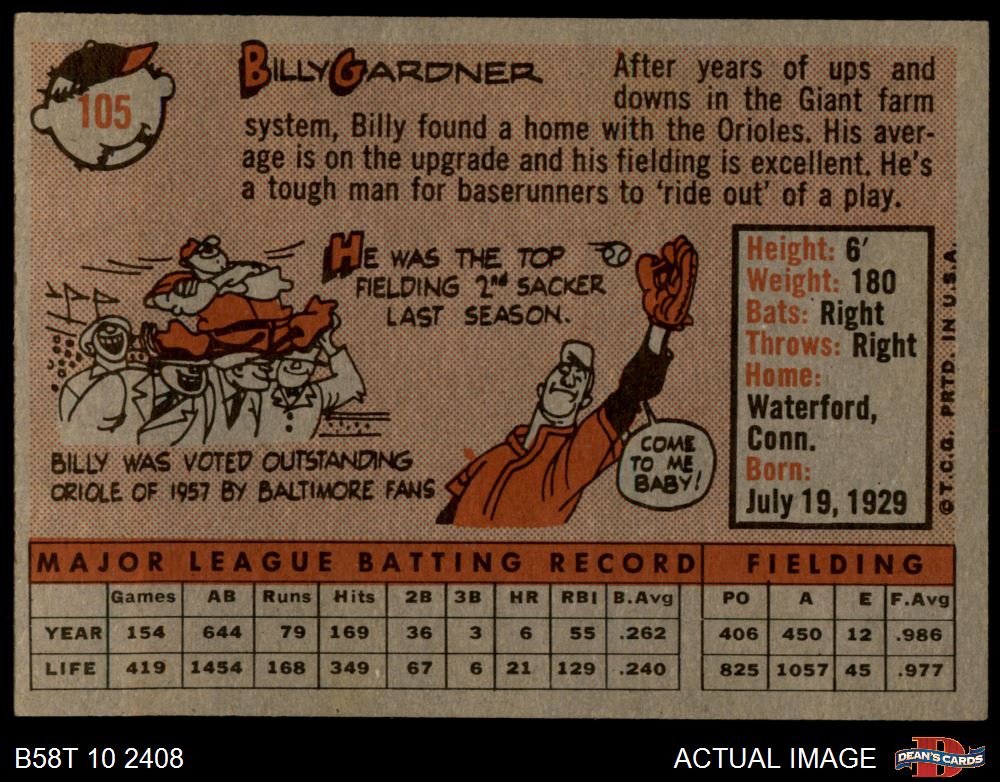 105
BILLY GARDNER
After years of ups and
downs in the Giant farm
system, Billy found a home with the Orioles. His aver-
age is on the upgrade and his fielding is excellent. He's
a tough man for baserunners to 'ride out' of a play.
HE WAS THE TOP
FIELDING 2nd SACKER
LAST SEASON.
BILLY WAS VOTED OUTSTANDING
ORIOLE OF 1957 BY BALTIMORE FANS
COME
TO ME
BABY!
Height: 6'
Weight: 180
Bats: Right
Throws: Right
Home:
Waterford,
Conn.
Born:
July 19, 1929
© T.C.G. PRTD. IN U.S.A.
MAJOR LEAGUE BATTING RECORD FIELDING
Games AB Runs Hits 2B 3B HR RBI B.Avg PO A E F.Avg
YEAR 154 644 79 169 36 3 6 55 .262 406 450 12 .986
LIFE 419 1454 168 349 67 6 21 129 .240 825 1057 45 .977
B58T 10 2408
ACTUAL IMAGE
D
DEAN'S CARDS